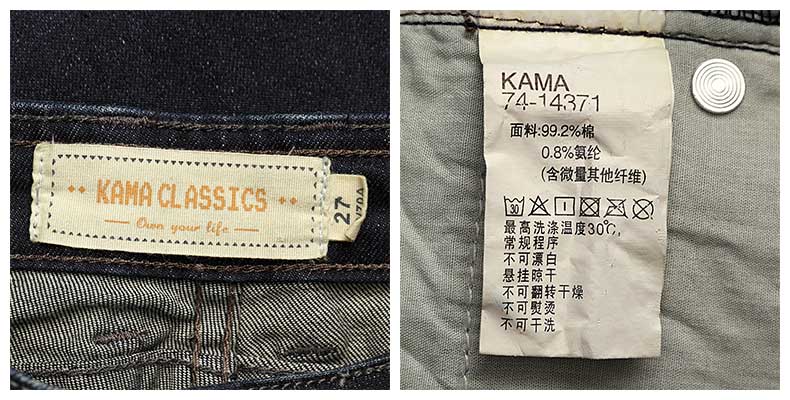 KAMA CLASSICS
Own your life
27
KAMA
74-14371
面料:99.2%棉
0.8%氨纶
(含微量其他纤维)
30
最高洗涤温度30℃,
常规程序
不可漂白
悬挂晾干
不可翻转干燥
不可熨烫
不可干洗